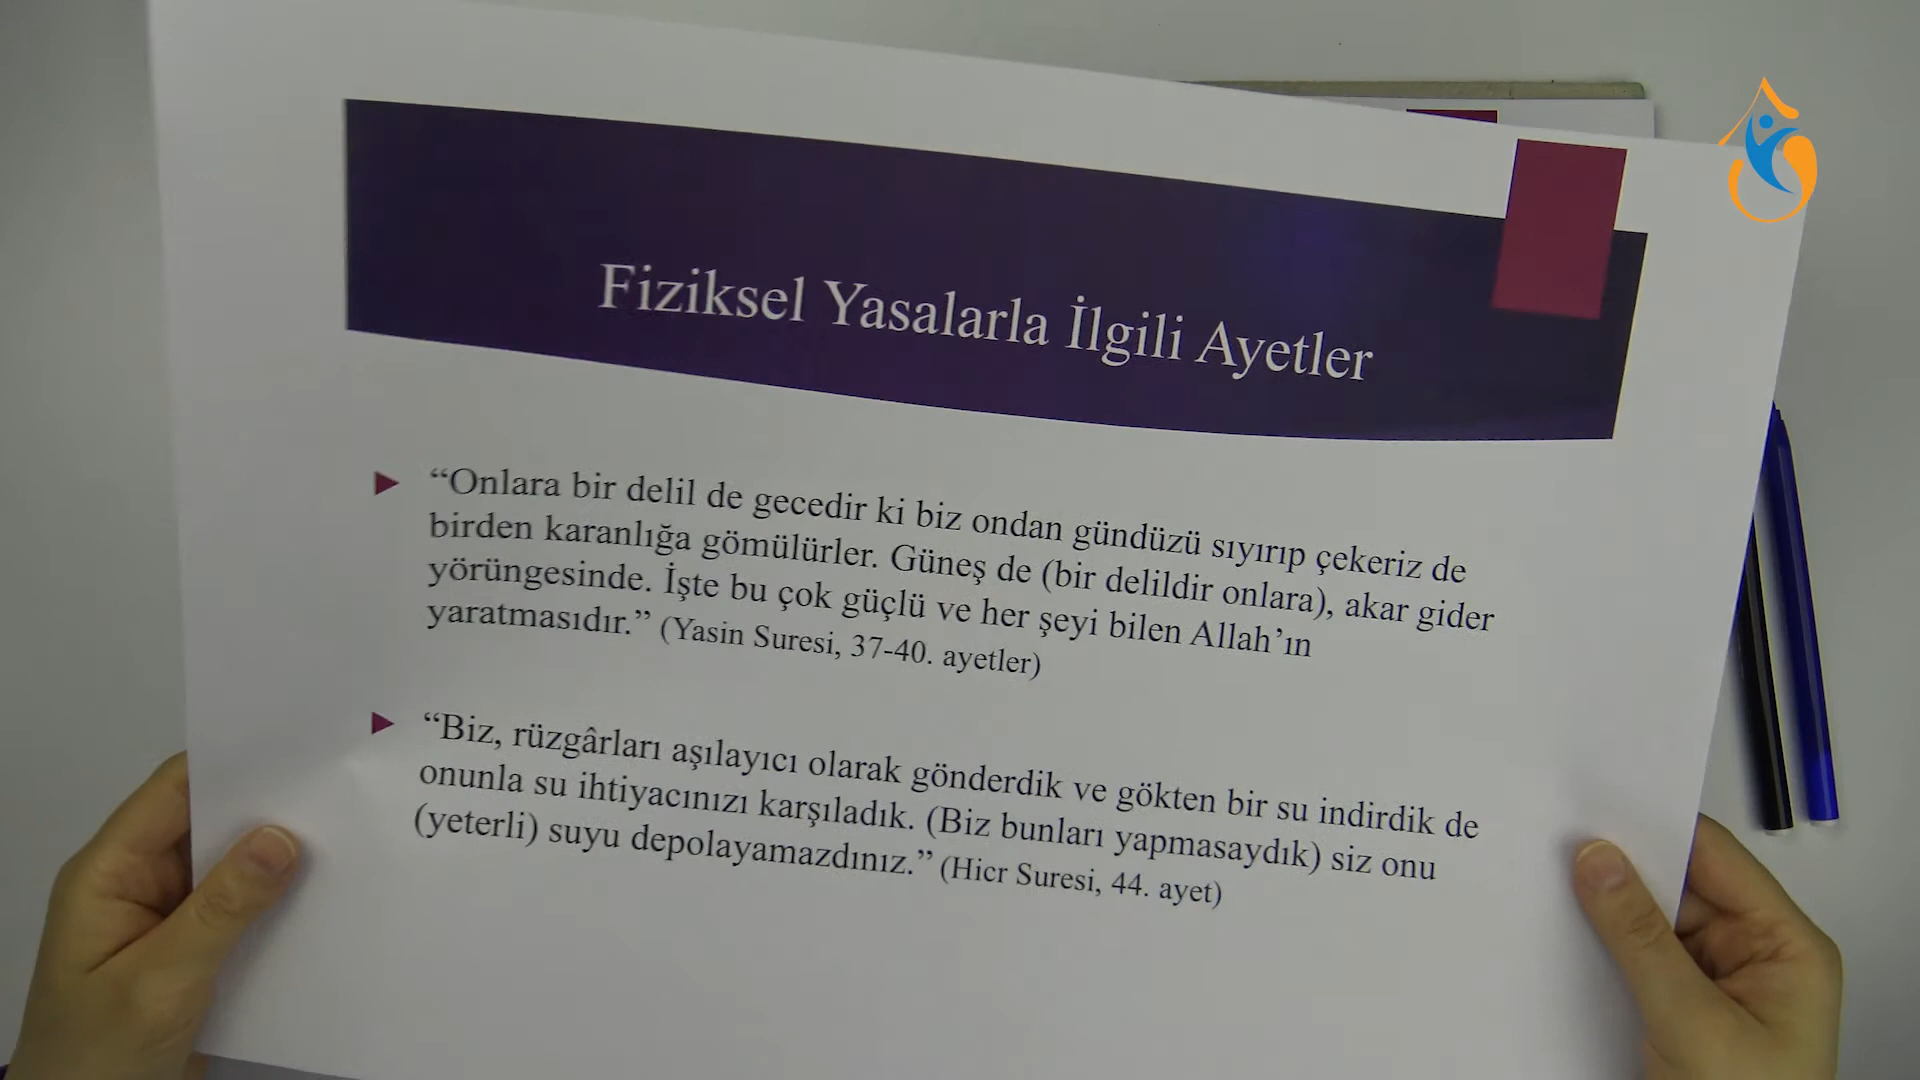 Fiziksel Yasalarla İlgili Ayetler
“Onlara bir delil de gecedir ki biz ondan gündüzü sıyırıp çekeriz de
birden karanlığa gömülürler. Güneş de (bir delildir onlara), akar gider
yörüngesinde. İşte bu çok güçlü ve her şeyi bilen Allah’ın
yaratmasıdır.” (Yasin Suresi, 37-40. ayetler)
“Biz, rüzgârları aşılayıcı olarak gönderdik ve gökten bir su indirdik de
onunla su ihtiyacınızı karşıladık. (Biz bunları yapmasaydık) siz onu
(yeterli) suyu depolayamazdınız.” (Hicr Suresi, 44. ayet)